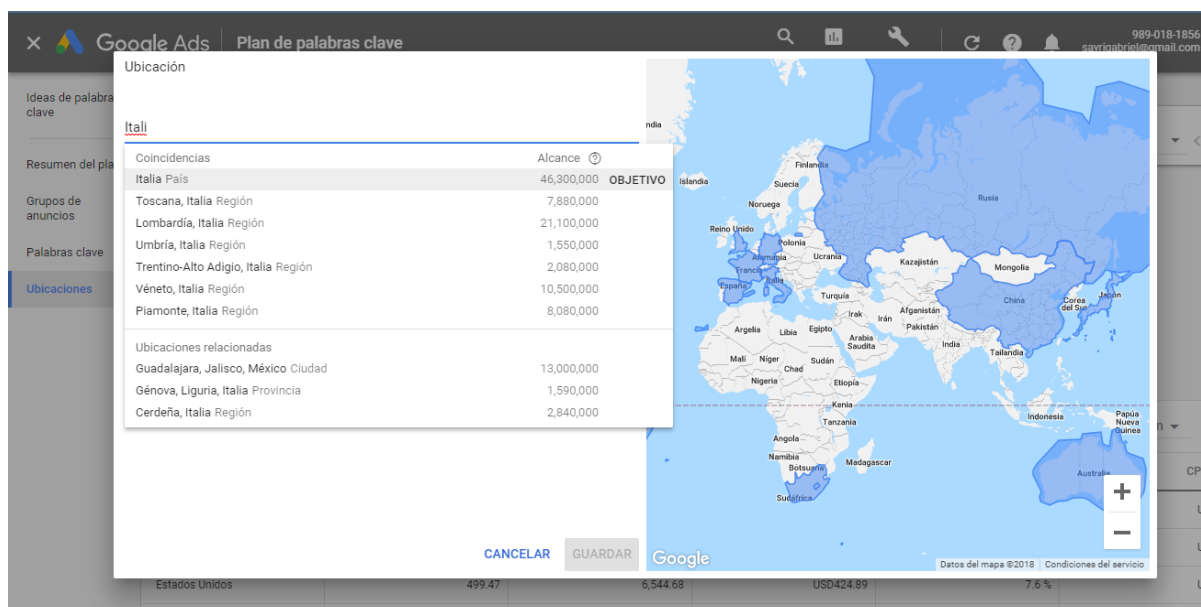 Google Ads
Plan de palabras clave
989-018-1856
savrigabriel@gmail.com
Ideas de palabra
clave
Resumen del pla
Grupos de
anuncios
Palabras clave
Ubicaciones
Ubicación
Itali
Coincidencias Alcance
Italia País 46,300,000 OBJETIVO
Toscana, Italia Región 7,880,000
Lombardía, Italia Región 21,100,000
Umbría, Italia Región 1,550,000
Trentino-Alto Adigio, Italia Región 2,080,000
Véneto, Italia Región 10,500,000
Piamonte, Italia Región 8,080,000
Ubicaciones relacionadas
Guadalajara, Jalisco, México Ciudad 13,000,000
Génova, Liguria, Italia Provincia 1,590,000
Cerdeña, Italia Región 2,840,000
CANCELAR
GUARDAR
ndia
Islandia
Finlandia
Suecia
Noruega
Rusia
Reino Unido
Polonia
Alemania
Ucrania
Francia
Kazajistán
Mongolia
España
Italia
Turquía
China
Corea
del Sur
Japón
Irak
Irán
Afganistán
Pakistán
Argelia
Libia
Egipto
Arabia
Saudita
India
Tailandia
Malí
Níger
Chad
Sudán
Nigeria
Etiopía
Kenia
Tanzania
Indonesia
Papúa
Nueva
Guinea
Angola
Namibia
Botsuana
Madagascar
Sudáfrica
Australia
Google
Datos del mapa ©2018 Condiciones del servicio
n
CP
Estados Unidos 499.47 6,544.68 USD424.89 7.6 %